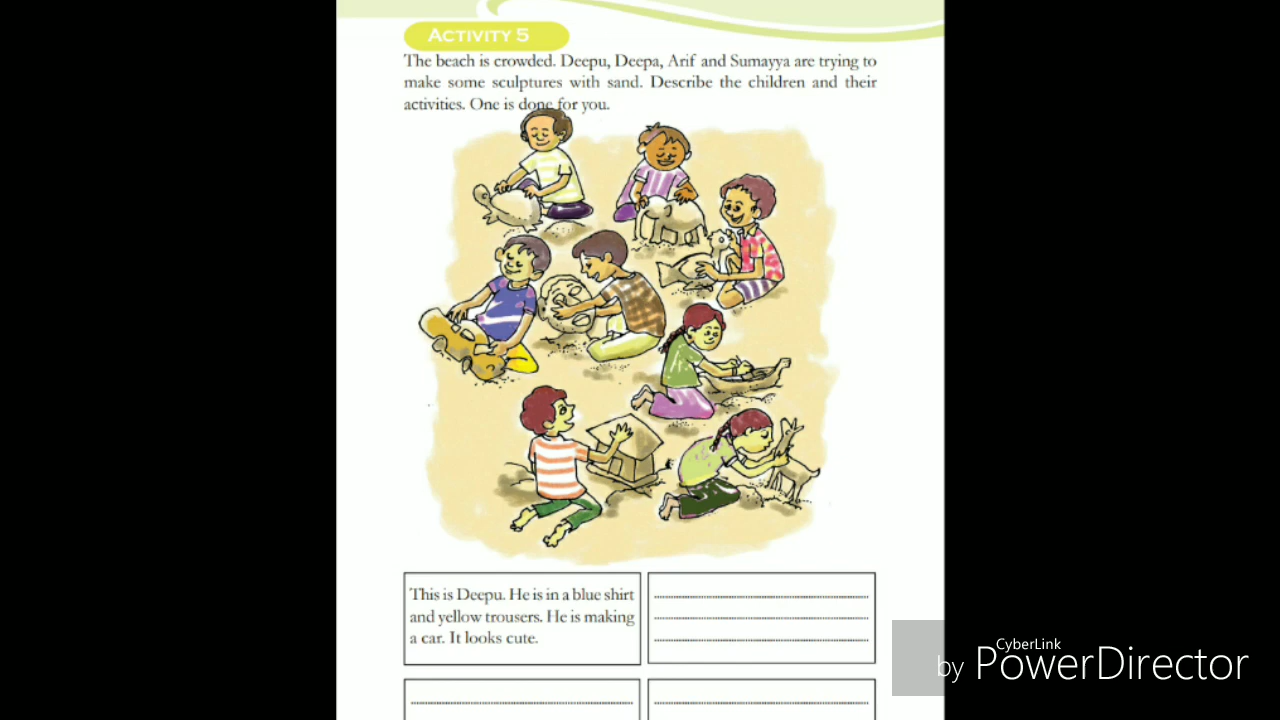 ACTIVITY 5
The beach is crowded. Deepu, Deepa, Arif and Sumayya are trying to
make some sculptures with sand. Describe the children and their
activities. One is done for you.
This is Deepu. He is in a blue shirt
and yellow trousers. He is making
a car. It looks cute.
CyberLink
by PowerDirector